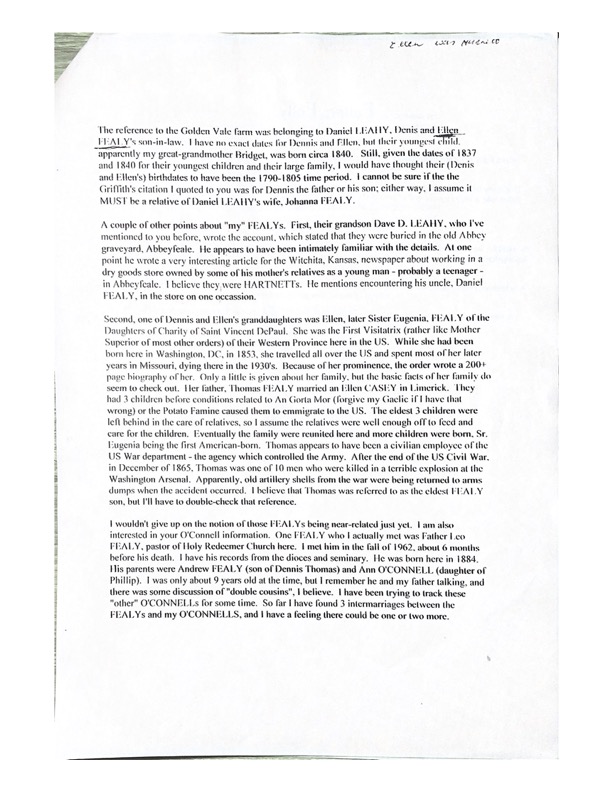 Ellen was
The reference to the Golden Vale farm was belonging to Daniel LEAHY, Denis and Ellen
FEALY's son-in-law. I have no exact dates for Dennis and Ellen, but their youngest child,
apparently my great-grandmother Bridget, was born circa 1840. Still, given the dates of 1837
and 1840 for their youngest children and their large family, I would have thought their (Denis
and Ellen's) birthdates to have been the 1790-1805 time period. I cannot be sure if the the
Griffith's citation I quoted to you was for Dennis the father or his son; either way, I assume it
MUST be a relative of Daniel LEAHY's wife, Johanna FEALY.
A couple of other points about "my" FEALYs. First, their grandson Dave D. LEAHY, who I've
mentioned to you before, wrote the account, which stated that they were buried in the old Abbey
graveyard, Abbeyfeale. He appears to have been intimately familiar with the details. At one
point he wrote a very interesting article for the Witchita, Kansas, newspaper about working in a
dry goods store owned by some of his mother's relatives as a young man - probably a teenager -
in Abbeyfeale. I believe they were HARTNETTs. He mentions encountering his uncle, Daniel
FEALY, in the store on one occassion.
Second, one of Dennis and Ellen's granddaughters was Ellen, later Sister Eugenia, FEALY of the
Daughters of Charity of Saint Vincent DePaul. She was the First Visitatrix (rather like Mother
Superior of most other orders) of their Western Province here in the US. While she had been
born here in Washington, DC, in 1853, she travelled all over the US and spent most of her later
years in Missouri, dying there in the 1930's. Because of her prominence, the order wrote a 200+
page biography of her. Only a little is given about her family, but the basic facts of her family do
seem to check out. Her father, Thomas FEALY married an Ellen CASEY in Limerick. They
had 3 children before conditions related to An Gorta Mor (forgive my Gaelic if I have that
wrong) or the Potato Famine caused them to emmigrate to the US. The eldest 3 children were
left behind in the care of relatives, so I assume the relatives were well enough off to feed and
care for the children. Eventually the family were reunited here and more children were born, Sr.
Eugenia being the first American-born. Thomas appears to have been a civilian employee of the
US War department - the agency which controlled the Army. After the end of the US Civil War,
in December of 1865, Thomas was one of 10 men who were killed in a terrible explosion at the
Washington Arsenal. Apparently, old artillery shells from the war were being returned to arms
dumps when the accident occurred. I believe that Thomas was referred to as the eldest FEALY
son, but I'll have to double-check that reference.
I wouldn't give up on the notion of those FEALYs being near-related just yet. I am also
interested in your O'Connell information. One FEALY who I actually met was Father Leo
FEALY, pastor of Holy Redeemer Church here. I met him in the fall of 1962, about 6 months
before his death. I have his records from the dioces and seminary. He was born here in 1884.
His parents were Andrew FEALY (son of Dennis Thomas) and Ann O'CONNELL (daughter of
Phillip). I was only about 9 years old at the time, but I remember he and my father talking, and
there was some discussion of "double cousins", I believe. I have been trying to track these
"other" O'CONNELLs for some time. So far I have found 3 intermarriages between the
FEALYs and my O'CONNELLS, and I have a feeling there could be one or two more.